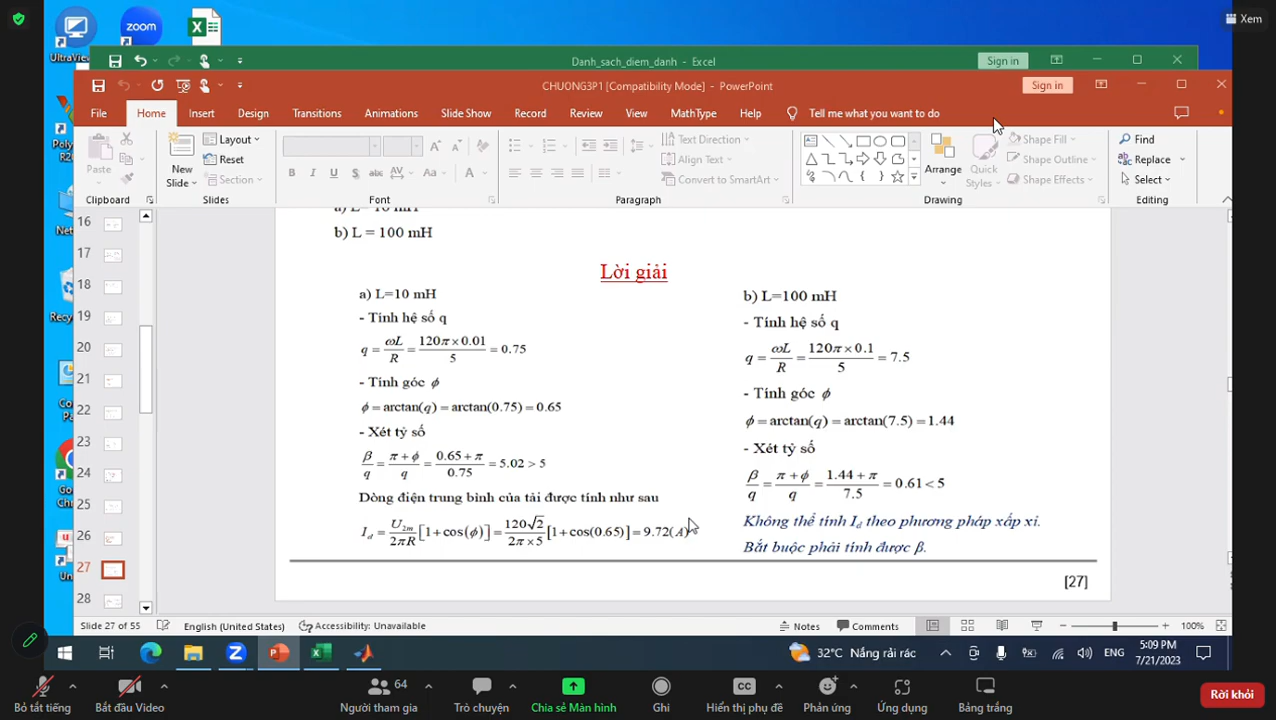 Xem
UltraView
zoom
Danh_sach_diem_danh - Excel
Sign in
CHUONG3P1 [Compatibility Mode] - PowerPoint
Sign in
File Home Insert Design Transitions Animations Slide Show Record Review View MathType Help Tell me what you want to do
Paste
New Slide
Layout
Reset
Section
B I U S abc AV Aa A
Text Direction
Align Text
Convert to SmartArt
Arrange
Quick Styles
Shape Fill
Shape Outline
Shape Effects
Find
Replace
Select
Clipboard Slides Font Paragraph Drawing Editing
16
17
18
19
20
21
22
23
24
25
26
27
28
a) L= 10 mH
b) L = 100 mH
Lời giải
a) L=10 mH
- Tính hệ số q
q = ωL/R = 120π × 0.01/5 = 0.75
- Tính góc ϕ
ϕ = arctan(q) = arctan(0.75) = 0.65
- Xét tỷ số
β/q = π + ϕ/q = 0.65 + π/0.75 = 5.02 > 5
Dòng điện trung bình của tải được tính như sau
I_d = U_2m/2πR [1 + cos(ϕ)] = 120√2/2π × 5 [1 + cos(0.65)] = 9.72(A)
b) L=100 mH
- Tính hệ số q
q = ωL/R = 120π × 0.1/5 = 7.5
- Tính góc ϕ
ϕ = arctan(q) = arctan(7.5) = 1.44
- Xét tỷ số
β/q = π + ϕ/q = 1.44 + π/7.5 = 0.61 < 5
Không thể tính I_d theo phương pháp xấp xỉ.
Bắt buộc phải tính được β.
[27]
Slide 27 of 55 English (United States) Accessibility: Unavailable Notes Comments 100%
32°C Nắng rải rác ENG 5:09 PM
7/21/2023
64
CC
Bỏ tắt tiếng Bắt đầu Video Người tham gia Trò chuyện Chia sẻ Màn hình Ghi Hiển thị phụ đề Phản ứng Ứng dụng Bảng trắng Rời khỏi